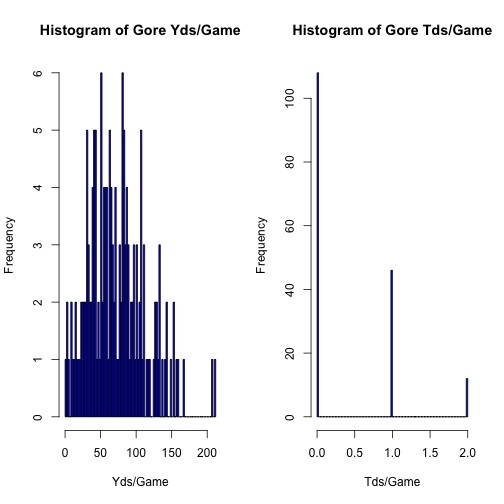 Histogram of Gore Yds/Game
Frequency
0 1 2 3 4 5 6
0 50 100 150 200
Yds/Game
Histogram of Gore Tds/Game
Frequency
0 20 40 60 80 100
0.0 0.5 1.0 1.5 2.0
Tds/Game